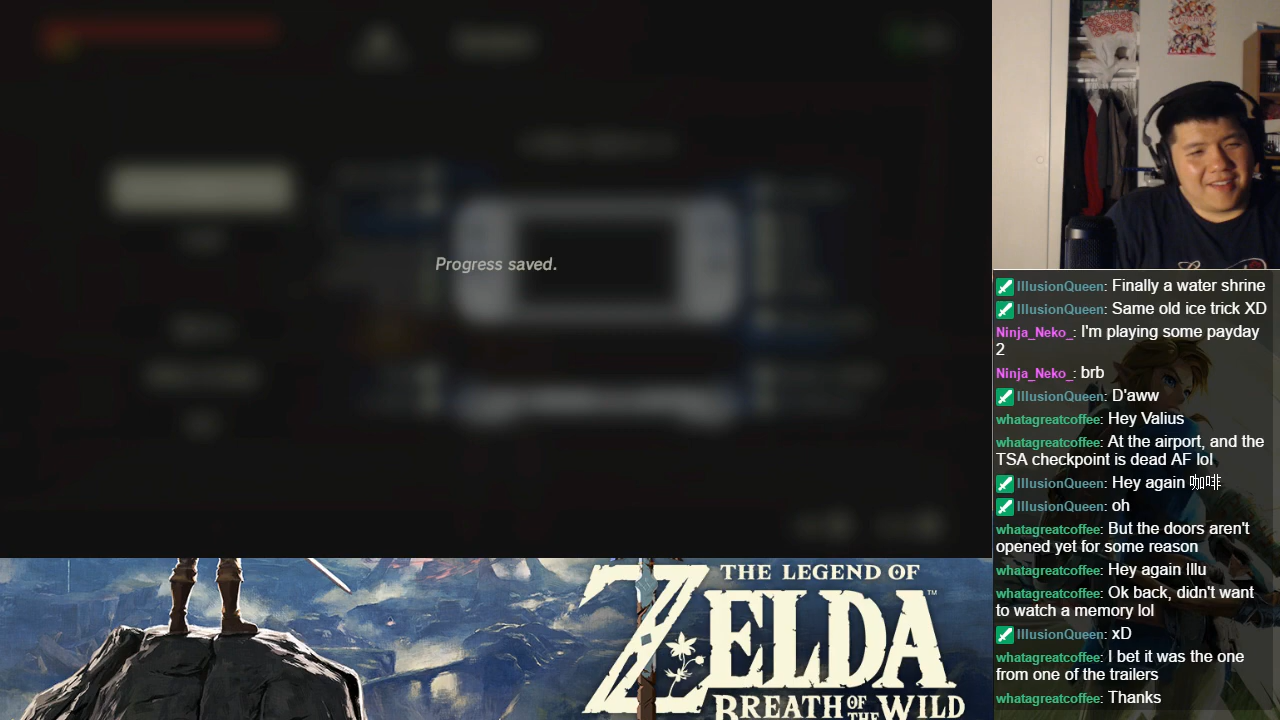 Progress saved.
THE LEGEND OF
ZELDA™
BREATH OF THE WILD
IllusionQueen: Finally a water shrine
IllusionQueen: Same old ice trick XD
Ninja_Neko_: I'm playing some payday
2
Ninja_Neko_: brb
IllusionQueen: D'aww
whatagreatcoffee: Hey Valius
whatagreatcoffee: At the airport, and the
TSA checkpoint is dead AF lol
IllusionQueen: Hey again 咖啡
IllusionQueen: oh
whatagreatcoffee: But the doors aren't
opened yet for some reason
whatagreatcoffee: Hey again Illu
whatagreatcoffee: Ok back, didn't want
to watch a memory lol
IllusionQueen: xD
whatagreatcoffee: I bet it was the one
from one of the trailers
whatagreatcoffee: Thanks